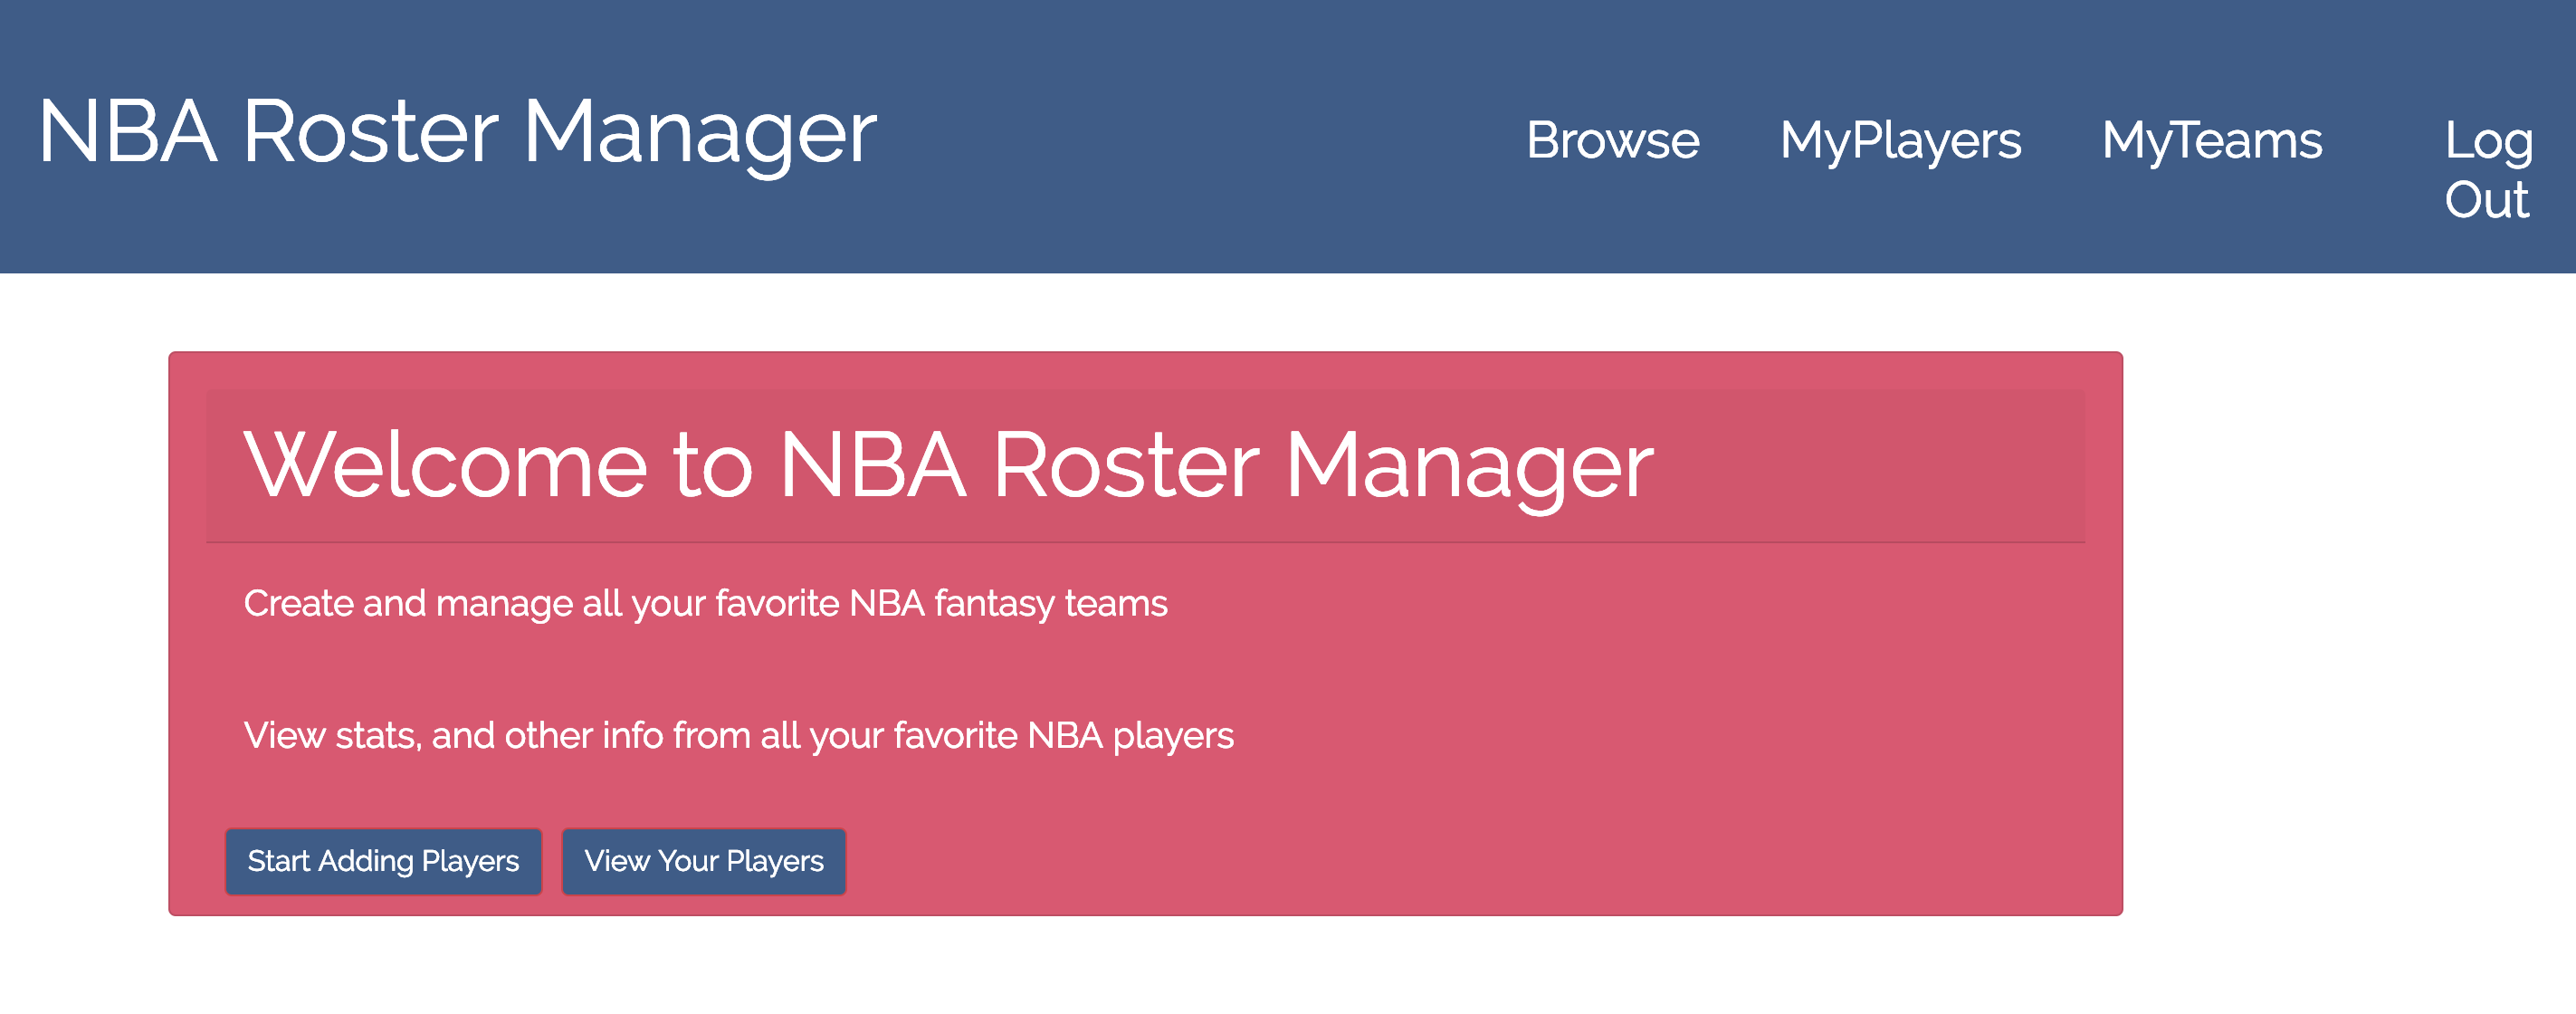 NBA Roster Manager
Browse MyPlayers MyTeams Log
Out
Welcome to NBA Roster Manager
Create and manage all your favorite NBA fantasy teams
View stats, and other info from all your favorite NBA players
Start Adding Players View Your Players